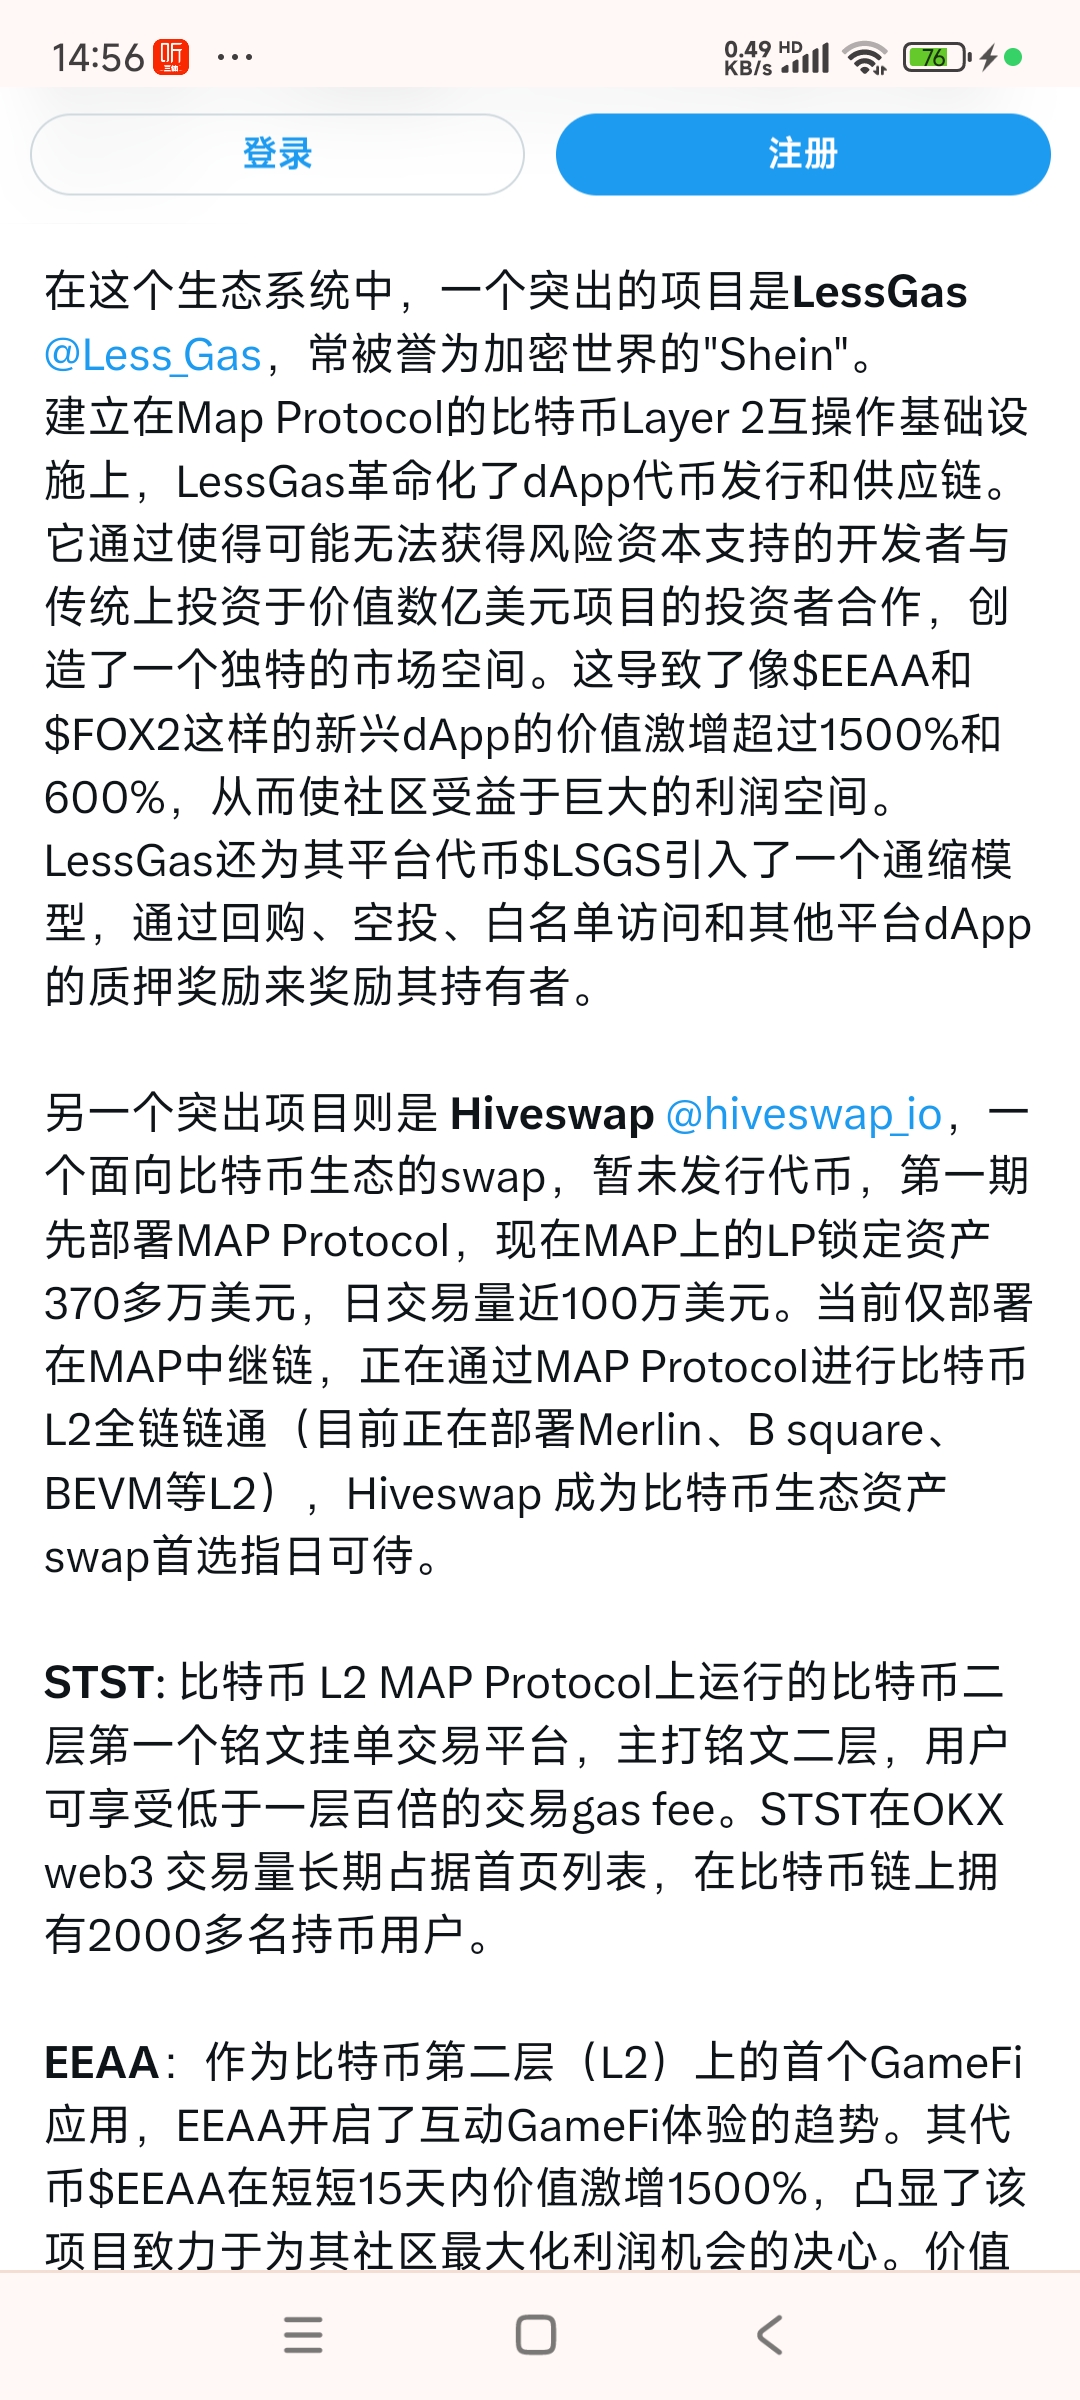 14:56
听
0.49 KB/s HD 76
登录 注册
在这个生态系统中，一个突出的项目是LessGas
@Less_Gas，常被誉为加密世界的"Shein"。
建立在Map Protocol的比特币Layer 2互操作基础设
施上，LessGas革命化了dApp代币发行和供应链。
它通过使得可能无法获得风险资本支持的开发者与
传统上投资于价值数亿美元项目的投资者合作，创
造了一个独特的市场空间。这导致了像$EEAA和
$FOX2这样的新兴dApp的价值激增超过1500%和
600%，从而使社区受益于巨大的利润空间。
LessGas还为其平台代币$LSGS引入了一个通缩模
型，通过回购、空投、白名单访问和其他平台dApp
的质押奖励来奖励其持有者。
另一个突出项目则是 Hiveswap @hiveswap_io，一
个面向比特币生态的swap，暂未发行代币，第一期
先部署MAP Protocol，现在MAP上的LP锁定资产
370多万美元，日交易量近100万美元。当前仅部署
在MAP中继链，正在通过MAP Protocol进行比特币
L2全链链通（目前正在部署Merlin、B square、
BEVM等L2），Hiveswap 成为比特币生态资产
swap首选指日可待。
STST: 比特币 L2 MAP Protocol上运行的比特币二
层第一个铭文挂单交易平台，主打铭文二层，用户
可享受低于一层百倍的交易gas fee。STST在OKX
web3 交易量长期占据首页列表，在比特币链上拥
有2000多名持币用户。
EEAA：作为比特币第二层（L2）上的首个GameFi
应用，EEAA开启了互动GameFi体验的趋势。其代
币$EEAA在短短15天内价值激增1500%，凸显了该
项目致力于为其社区最大化利润机会的决心。价值